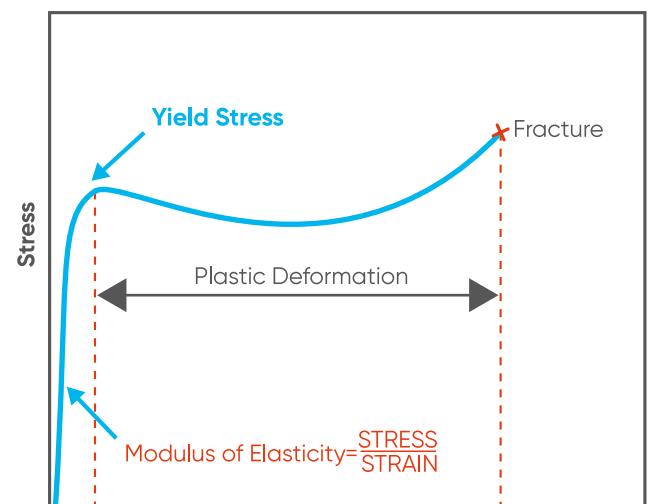 Yield Stress
Fracture
Stress
Plastic Deformation
Modulus of Elasticity=STRESS
STRAIN